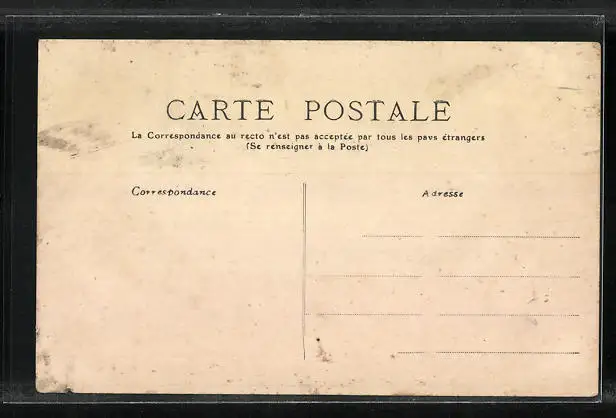 CARTE POSTALE
La Correspondance au recto n'est pas acceptée par tous les pays étrangers
(Se renseigner à la Poste)
Correspondance
Adresse